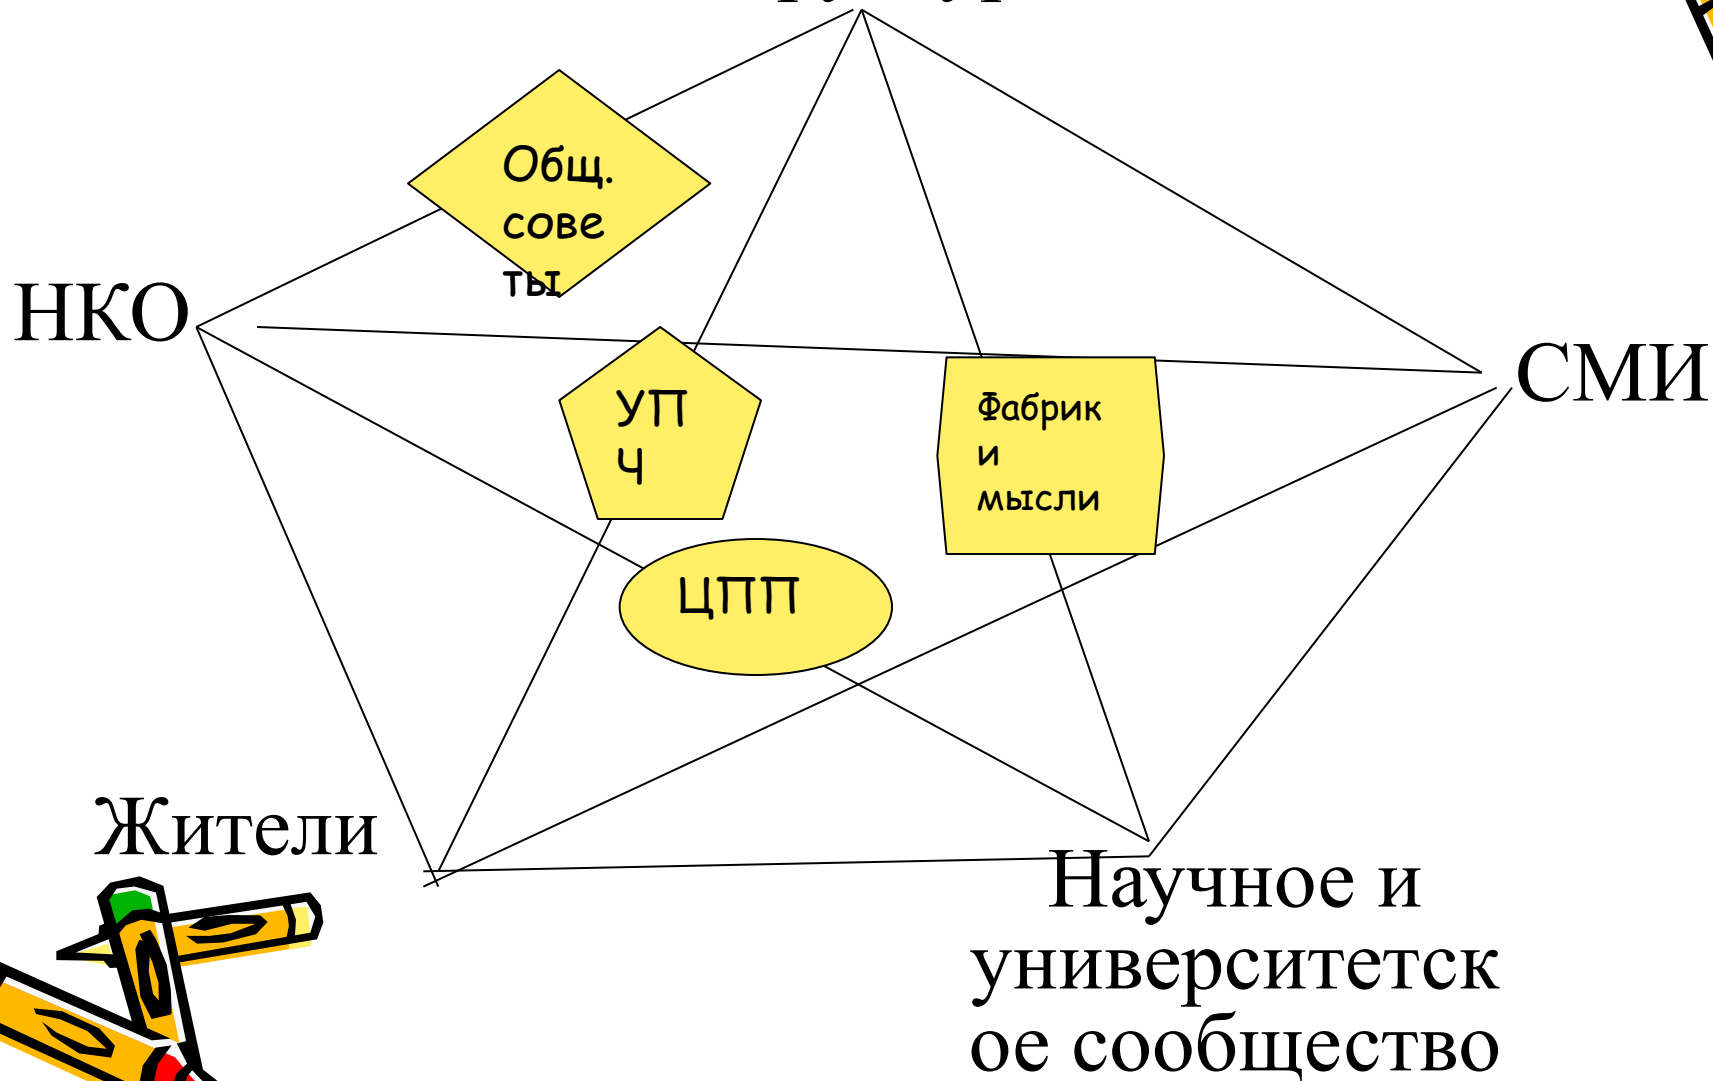 Общ.
сове
ты
НКО
СМИ
УП
Ч
Фабрик
и
мысли
ЦПП
Жители
Научное и
университетск
ое сообщество